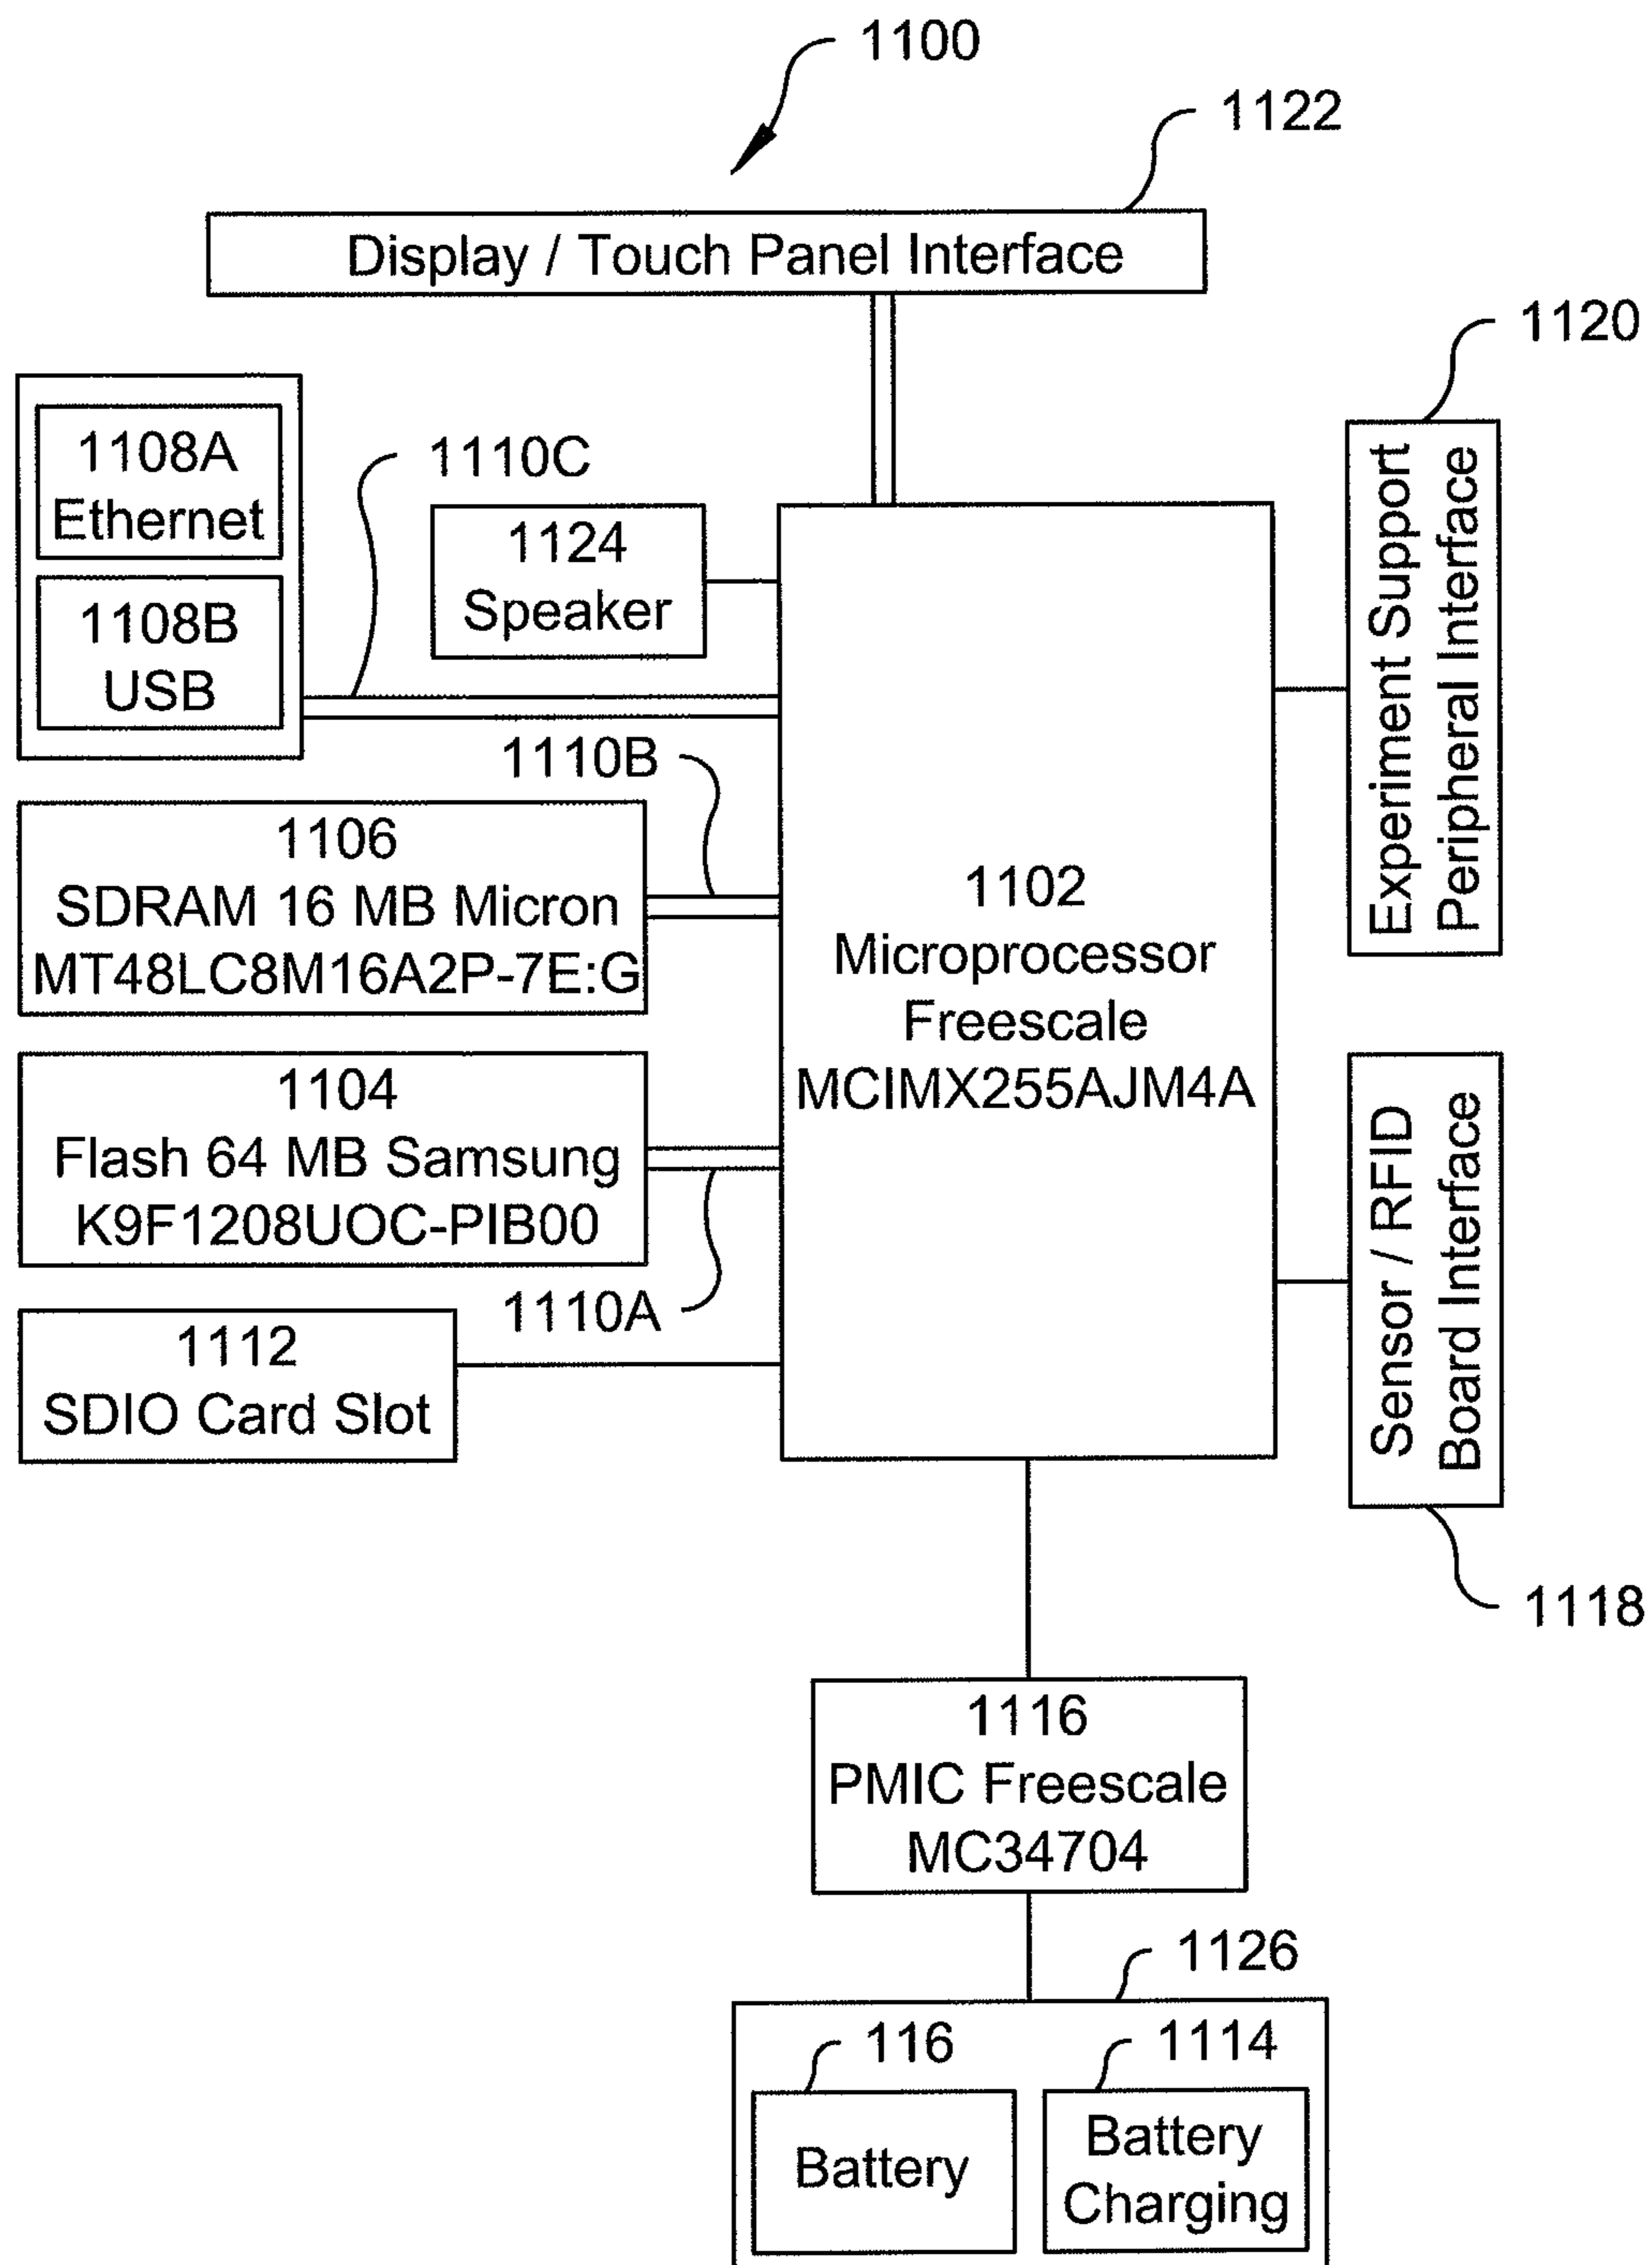 1100
1122
Display / Touch Panel Interface
1120
1108A
Ethernet
1110C
1124
Speaker
1108B
USB
Experiment Support
Peripheral Interface
1110B
1106
SDRAM 16 MB Micron
MT48LC8M16A2P-7E:G
1102
Microprocessor
Freescale
MCIMX255AJM4A
1104
Flash 64 MB Samsung
K9F1208UOC-PIB00
1110A
Sensor / RFID
Board Interface
1112
SDIO Card Slot
1118
1116
PMIC Freescale
MC34704
1126
116
1114
Battery
Battery
Charging